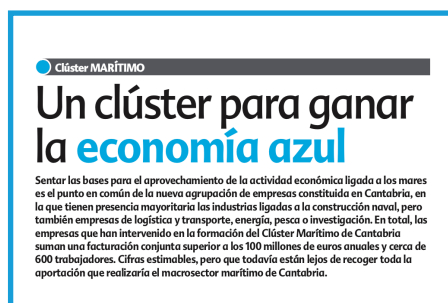 Clúster MARÍTIMO
Un clúster para ganar
la economía azul
Sentar las bases para el aprovechamiento de la actividad económica ligada a los mares
es el punto en común de la nueva agrupación de empresas constituida en Cantabria, en
la que tienen presencia mayoritaria las industrias ligadas a la construcción naval, pero
también empresas de logística y transporte, energía, pesca o investigación. En total, las
empresas que han intervenido en la formación del Clúster Marítimo de Cantabria
suman una facturación conjunta superior a los 100 millones de euros anuales y cerca de
600 trabajadores. Cifras estimables, pero que todavía están lejos de recoger toda la
aportación que realizaría el macrosector marítimo de Cantabria.